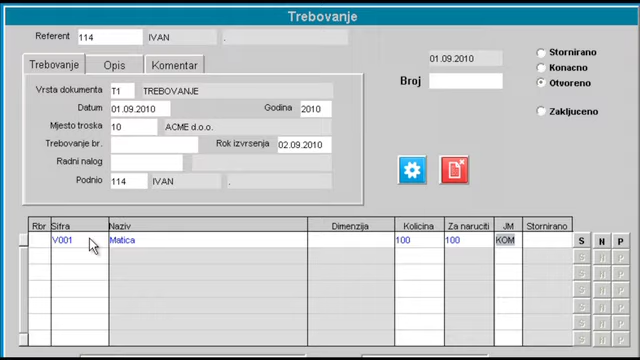 Trebovanje
Referent 114 IVAN .
01.09.2010
Stornirano
Konacno
Otvoreno
Zakljuceno
Broj
Trebovanje Opis Komentar
Vrsta dokumenta T1 TREBOVANJE
Datum 01.09.2010 Godina 2010
Mjesto troska 10 ACME d.o.o.
Trebovanje br. Rok izvrsenja 02.09.2010
Radni nalog
Podnio 114 IVAN .
Rbr Sifra Naziv Dimenzija Kolicina Za naruciti JM Stornirano
V001 Matica 100 100 KOM S N P
S N P
S N P
S N P
S N P
S N P